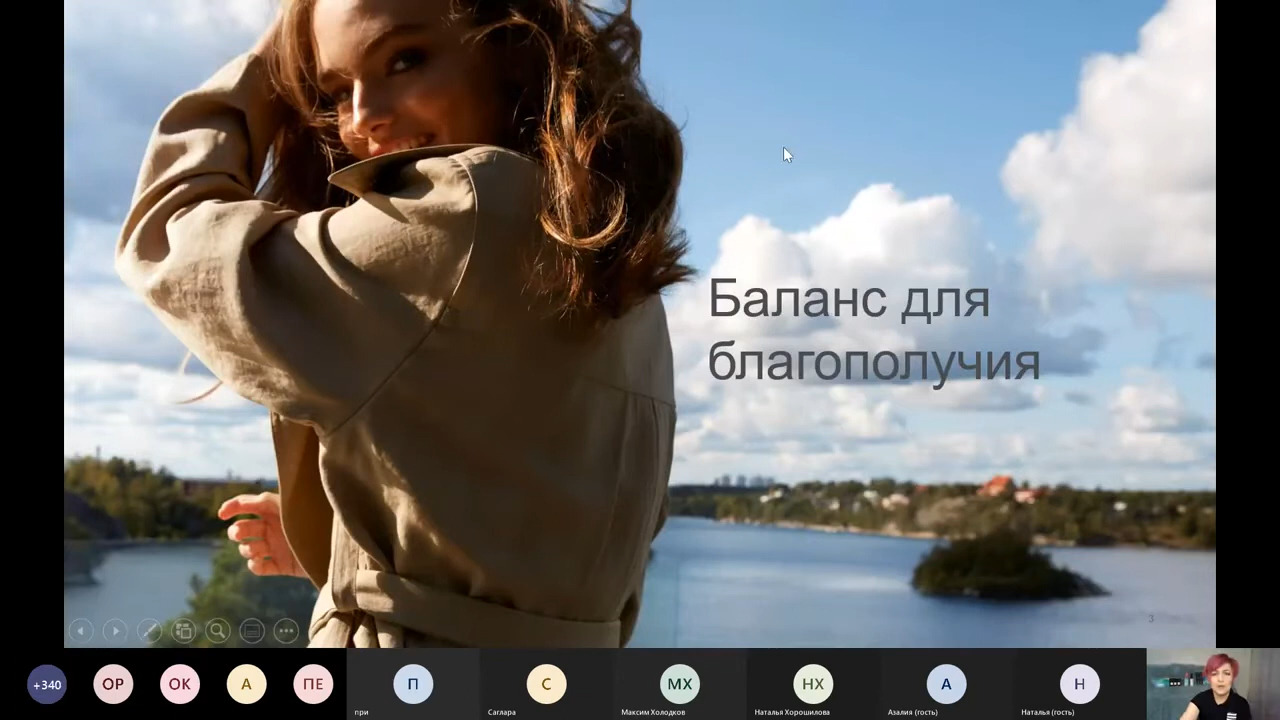 Баланс для
благополучия
3
+340
ОР
ОК
А
ПЕ
П
С
МХ
НХ
А
Н
при
Саглара
Максим Холодков
Наталья Хорошилова
Азалия (гость)
Наталья (гость)